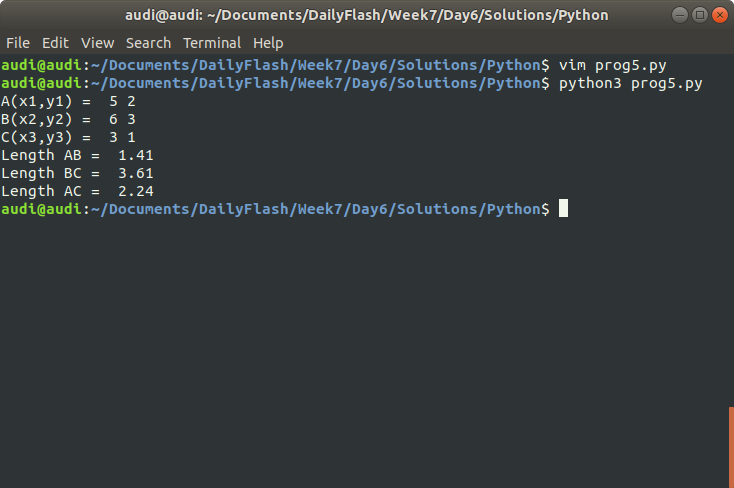 audi@audi: ~/Documents/DailyFlash/Week7/Day6/Solutions/Python
File Edit View Search Terminal Help
audi@audi:~/Documents/DailyFlash/Week7/Day6/Solutions/Python$ vim prog5.py
audi@audi:~/Documents/DailyFlash/Week7/Day6/Solutions/Python$ python3 prog5.py
A(x1,y1) =  5 2
B(x2,y2) =  6 3
C(x3,y3) =  3 1
Length AB =  1.41
Length BC =  3.61
Length AC =  2.24
audi@audi:~/Documents/DailyFlash/Week7/Day6/Solutions/Python$